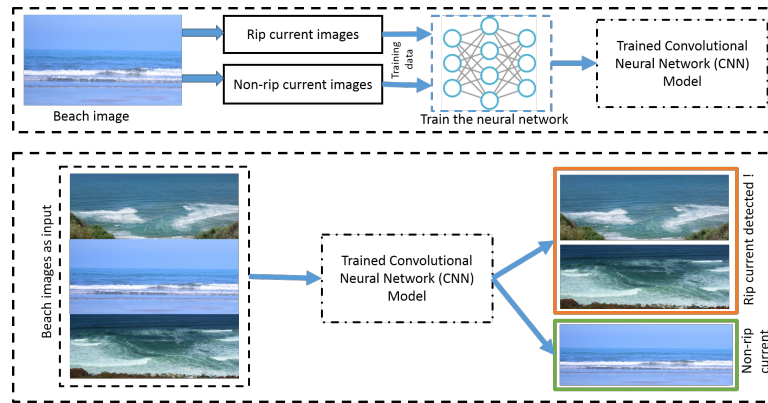 Rip current images
Non-rip current images
Beach image
Training
data
Train the neural network
Trained Convolutional
Neural Network (CNN)
Model
Beach images as input
Trained Convolutional
Neural Network (CNN)
Model
Rip current detected !
Non-rip
current